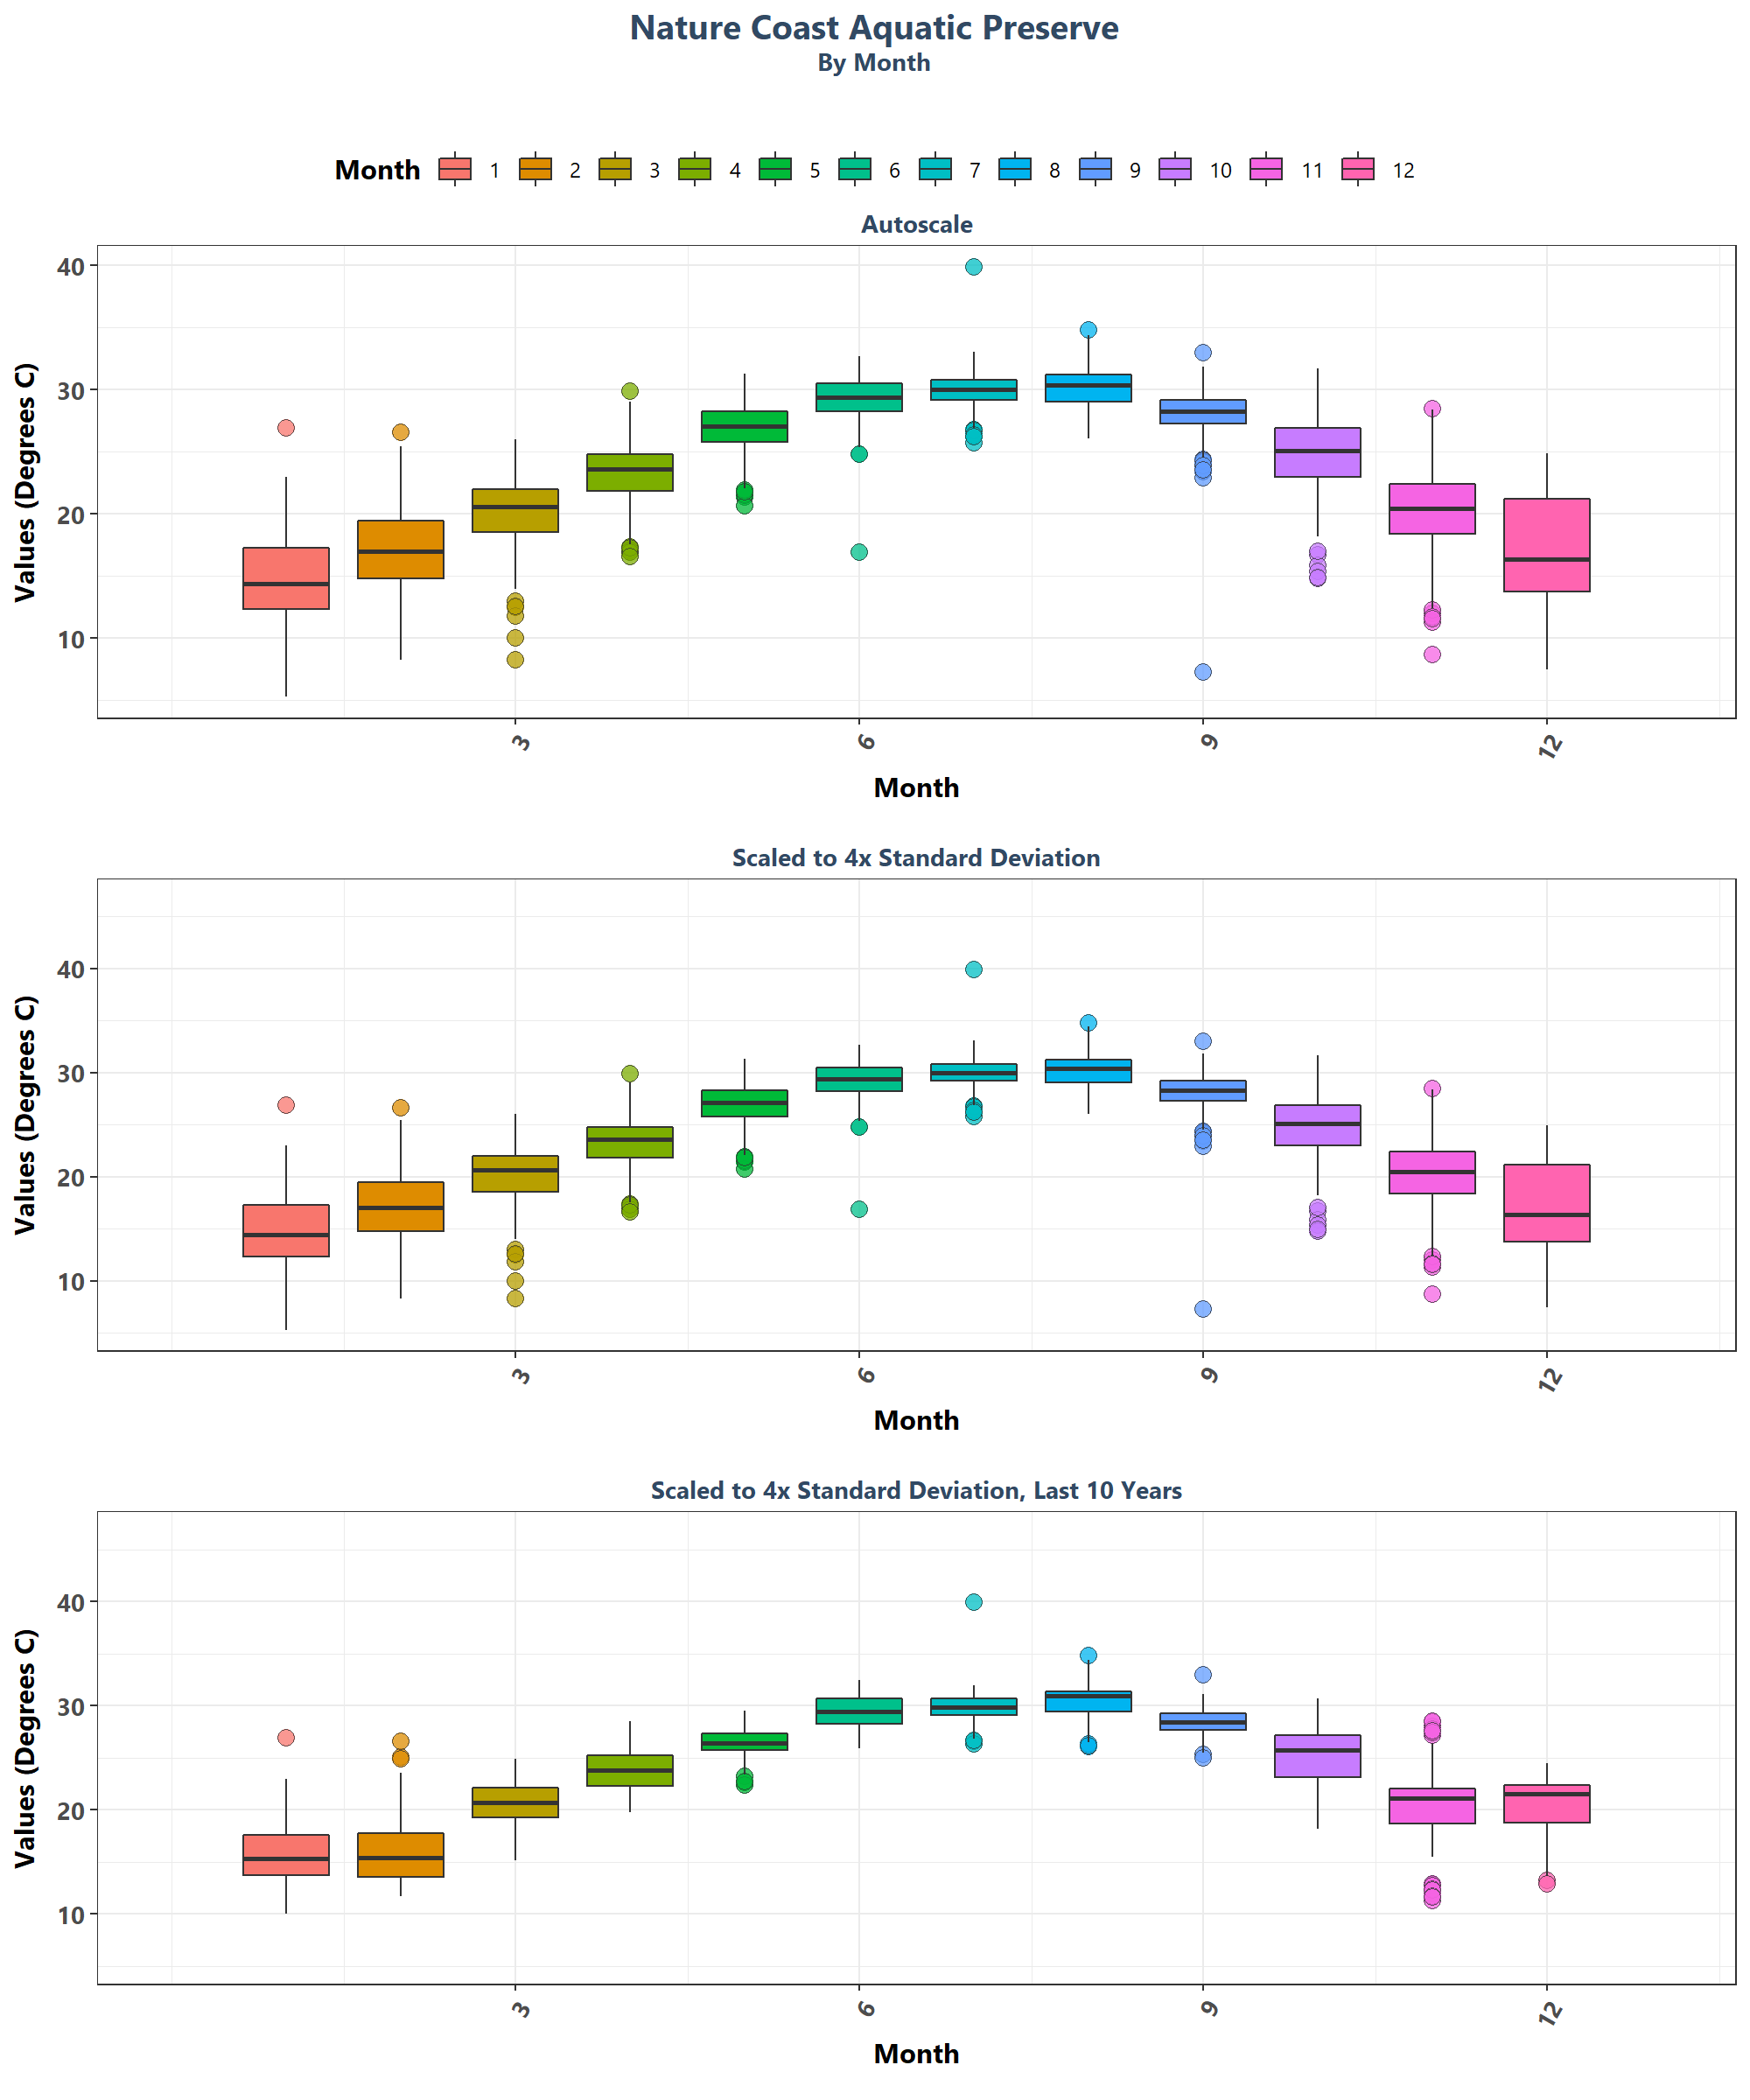 Nature Coast Aquatic Preserve
By Month
Month 1 2 3 4 5 6 7 8 9 10 11 12
Autoscale
Values (Degrees C)
40
30
20
10
3 6 9 12
Month
Scaled to 4x Standard Deviation
Values (Degrees C)
40
30
20
10
3 6 9 12
Month
Scaled to 4x Standard Deviation, Last 10 Years
Values (Degrees C)
40
30
20
10
3 6 9 12
Month